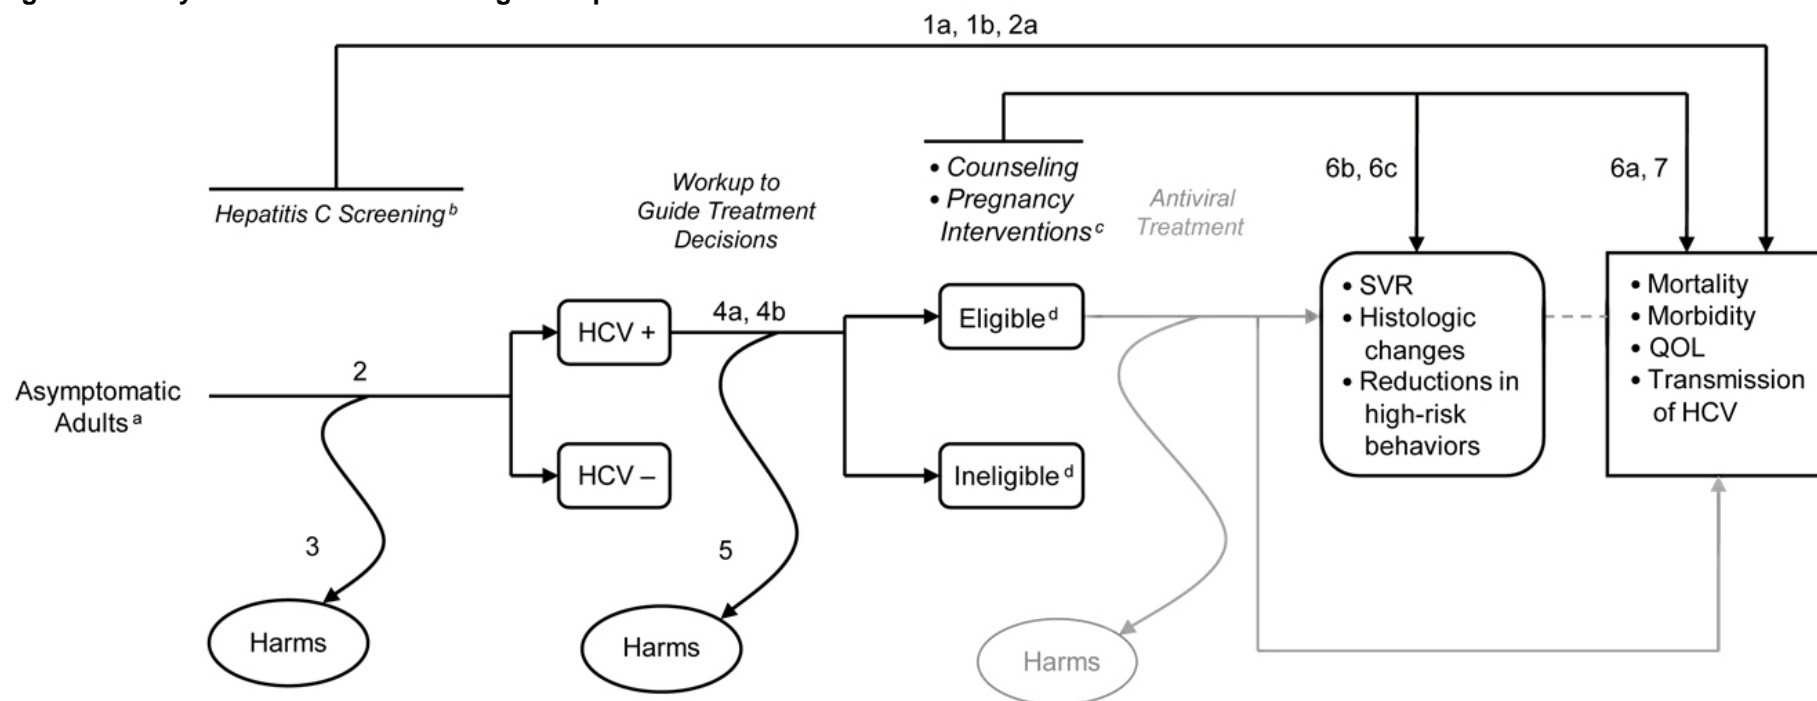 1a, 1b, 2a
Hepatitis C Screening b
Workup to
Guide Treatment
Decisions
• Counseling
• Pregnancy
Interventions c
Antiviral
Treatment
6b, 6c
6a, 7
Asymptomatic
Adults a
2
3
Harms
HCV +
HCV –
4a, 4b
5
Harms
Eligible d
Ineligible d
Harms
• SVR
• Histologic
changes
• Reductions in
high-risk
behaviors
• Mortality
• Morbidity
• QOL
• Transmission
of HCV